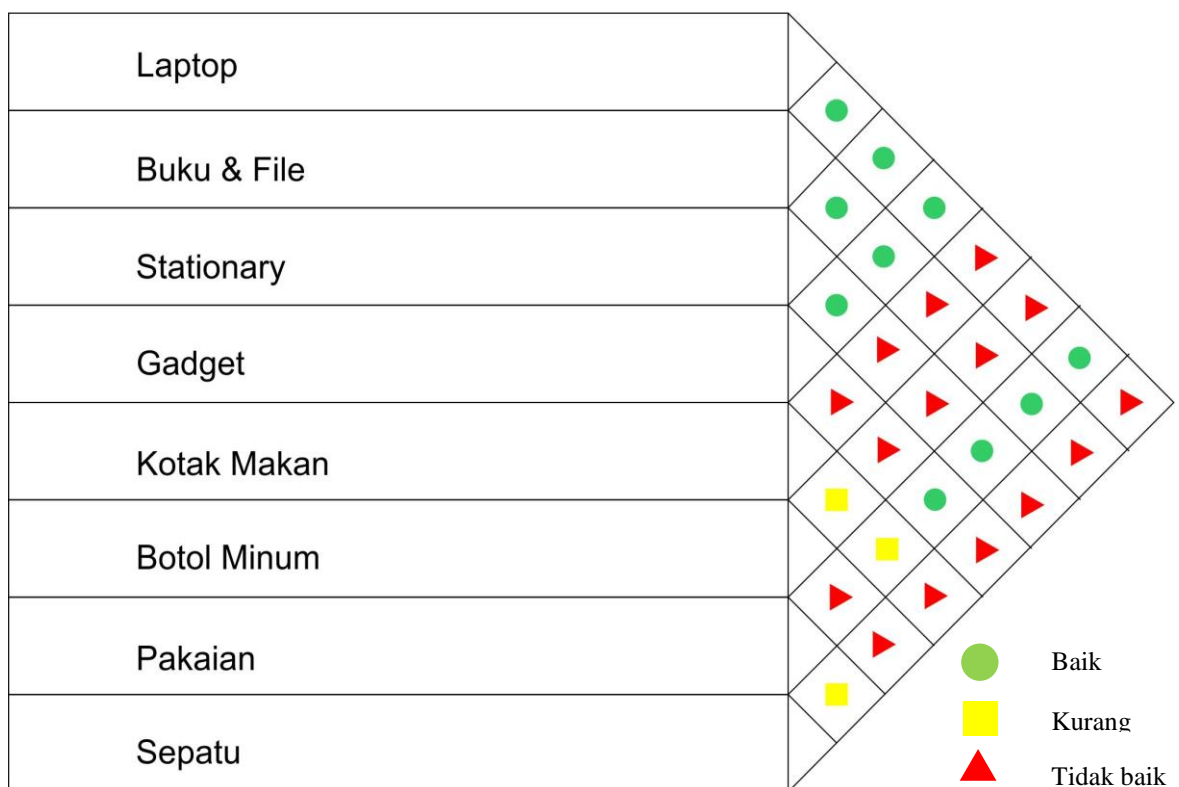 Laptop
Buku & File
Stationary
Gadget
Kotak Makan
Botol Minum
Pakaian
Sepatu
Baik
Kurang
Tidak baik